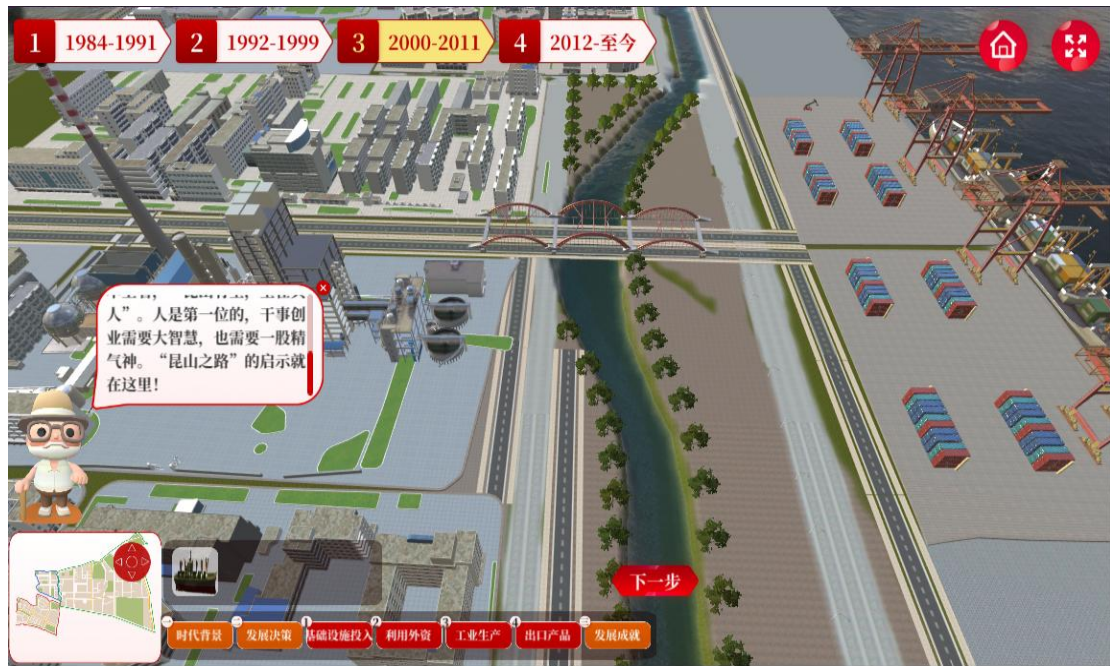 1 1984-1991
2 1992-1999
3 2000-2011
4 2012-至今
人”。人是第一位的，干事创
业需要大智慧，也需要一股精
气神。“昆山之路”的启示就
在这里！
下一步
一 时代背景
二 发展决策
1 基础设施投入
2 利用外资
3 工业生产
4 出口产品
三 发展成就